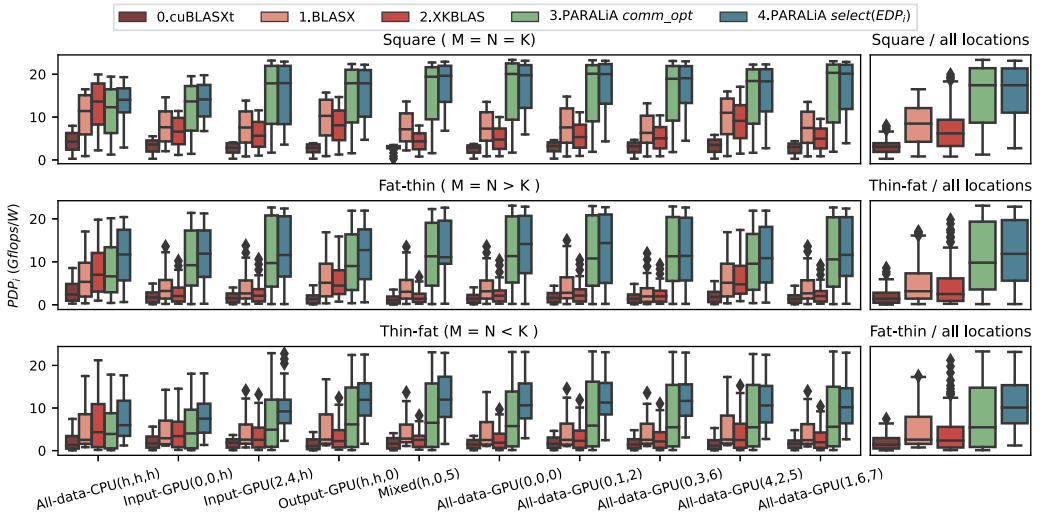 0.cuBLASXt 1.BLASX 2.XKBLAS 3.PARALiA comm_opt 4.PARALiA select(EDPi)
Square ( M = N = K) Square / all locations
20
10
0
Fat-thin ( M = N > K ) Thin-fat / all locations
20
10
0
PDPi (Gflops/W)
Thin-fat (M = N < K ) Fat-thin / all locations
20
10
0
All-data-CPU(h,h,h)
Input-GPU(0,0,h)
Input-GPU(2,4,h)
Output-GPU(h,h,0)
Mixed(h,0,5)
All-data-GPU(0,0,0)
All-data-GPU(0,1,2)
All-data-GPU(0,3,6)
All-data-GPU(4,2,5)
All-data-GPU(1,6,7)